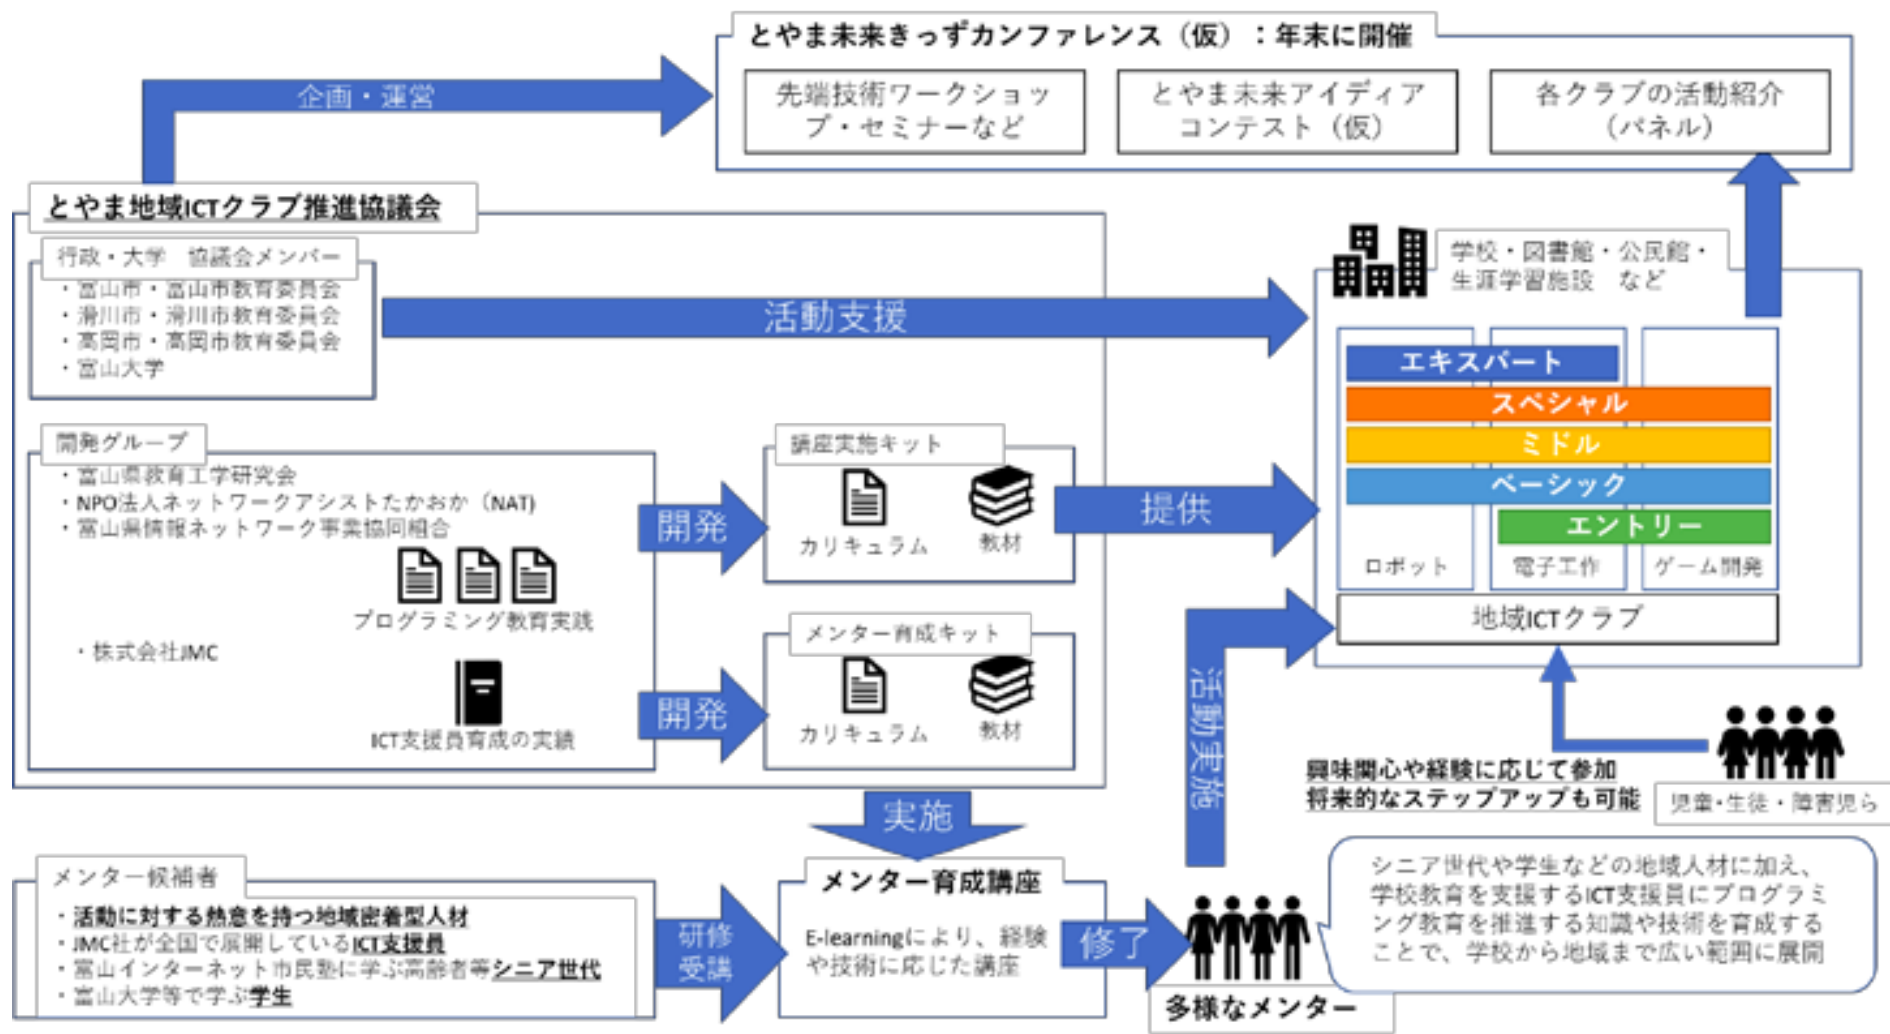 とやま未来きっずカンファレンス（仮）：年末に開催
企画・運営
先端技術ワークショッ
プ・セミナーなど
とやま未来アイディア
コンテスト（仮）
各クラブの活動紹介
（パネル）
とやま地域ICTクラブ推進協議会
行政・大学　協議会メンバー
・富山市・富山市教育委員会
・滑川市・滑川市教育委員会
・高岡市・高岡市教育委員会
・富山大学
活動支援
学校・図書館・公民館・
生涯学習施設　など
エキスパート
スペシャル
ミドル
ベーシック
エントリー
ロボット
電子工作
ゲーム開発
地域ICTクラブ
開発グループ
・富山県教育工学研究会
・NPO法人ネットワークアシストたかおか（NAT)
・富山県情報ネットワーク事業協同組合
プログラミング教育実践
・株式会社JMC
ICT支援員育成の実績
開発
講座実施キット
カリキュラム
教材
提供
開発
メンター育成キット
カリキュラム
教材
活動実施
興味関心や経験に応じて参加
将来的なステップアップも可能
児童・生徒・障害児ら
実施
メンター候補者
・活動に対する熱意を持つ地域密着型人材
・JMC社が全国で展開しているICT支援員
・富山インターネット市民塾に学ぶ高齢者等シニア世代
・富山大学等で学ぶ学生
研修
受講
メンター育成講座
E-learningにより、経験
や技術に応じた講座
修了
多様なメンター
シニア世代や学生などの地域人材に加え、
学校教育を支援するICT支援員にプログラミ
ング教育を推進する知識や技術を育成する
ことで、学校から地域まで広い範囲に展開